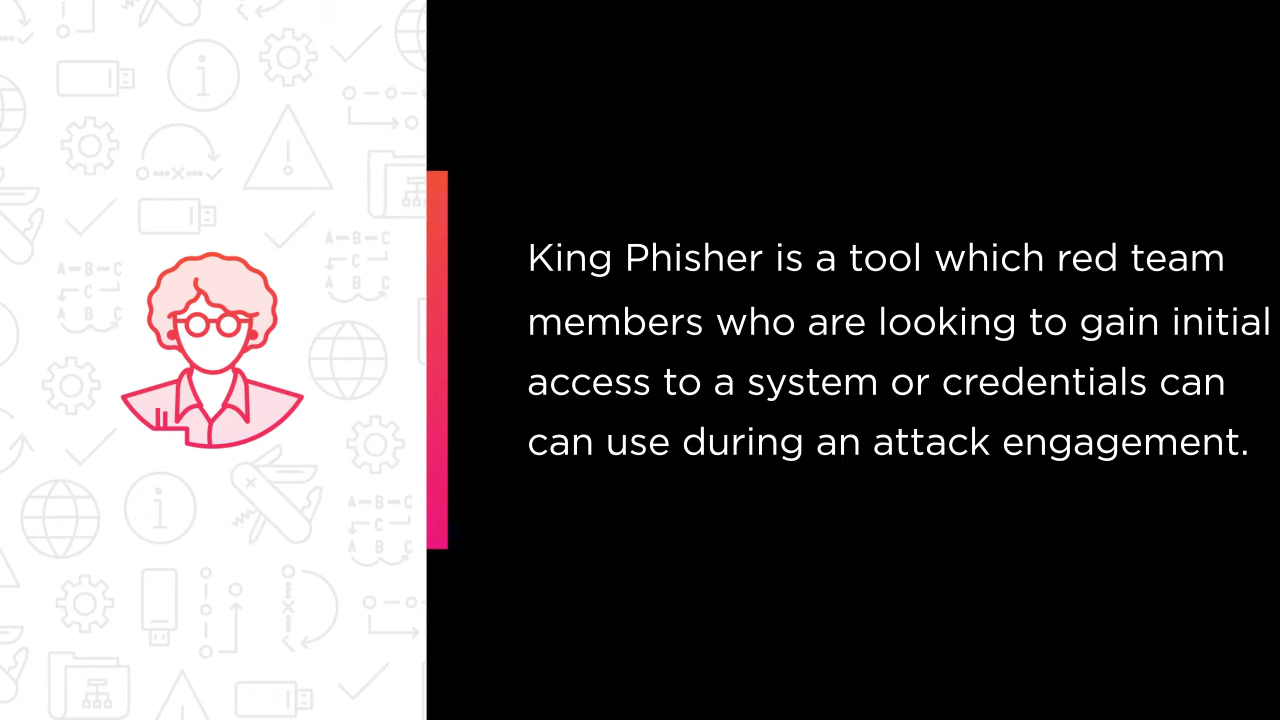 King Phisher is a tool which red team
members who are looking to gain initial
access to a system or credentials can
can use during an attack engagement.
A-B-C
C
A B C
A-B-C
C
A B C
A-B-C
C
A B C